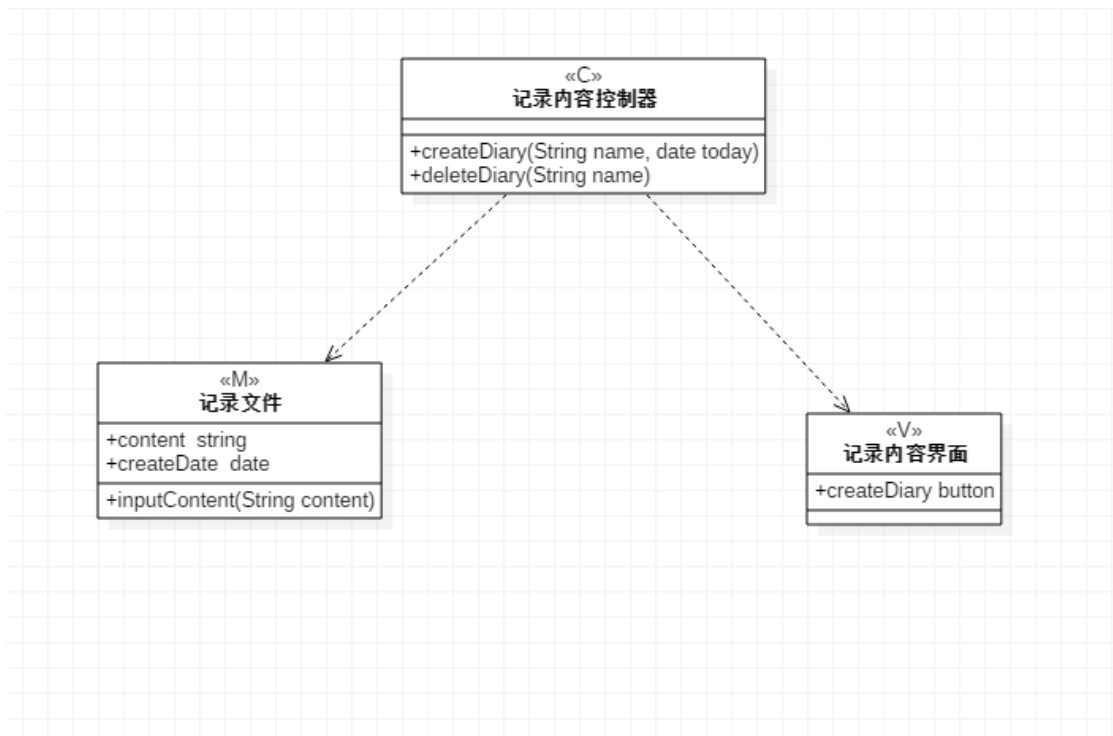 «C»
记录内容控制器
+createDiary(String name, date today)
+deleteDiary(String name)
«M»
记录文件
+content  string
+createDate  date
+inputContent(String content)
«V»
记录内容界面
+createDiary button